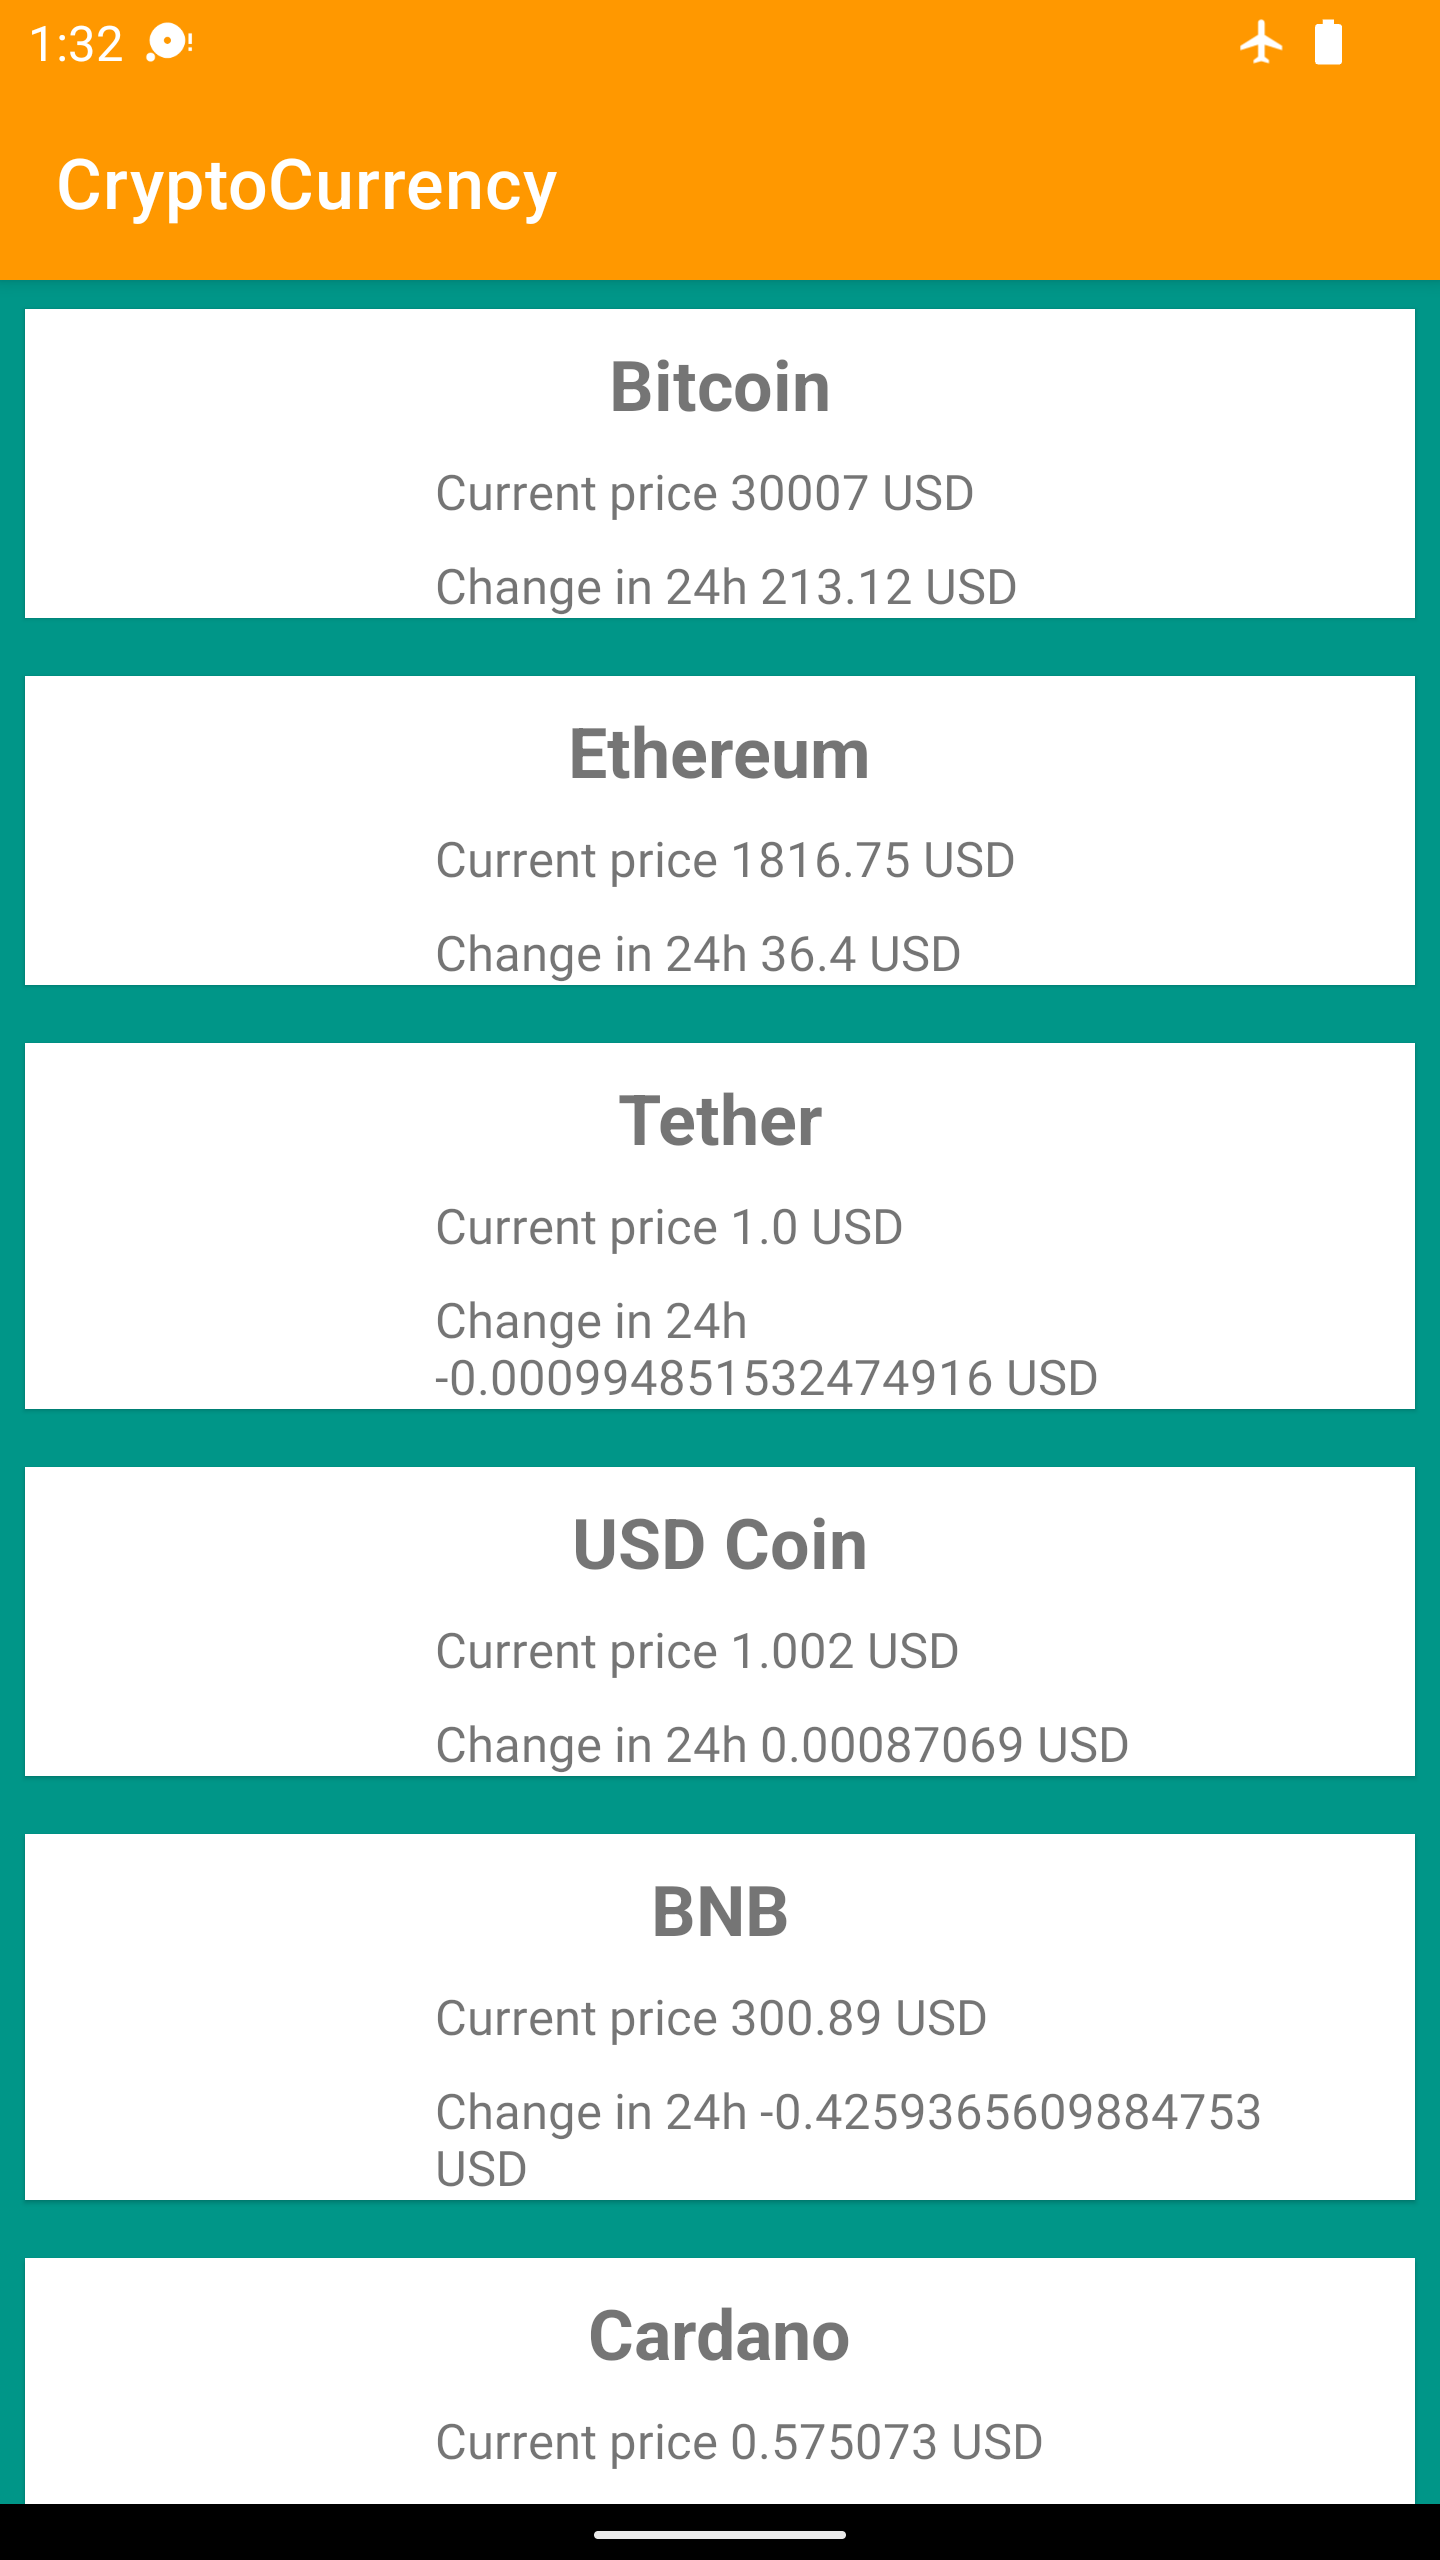 1:32
CryptoCurrency
Bitcoin
Current price 30007 USD
Change in 24h 213.12 USD
Ethereum
Current price 1816.75 USD
Change in 24h 36.4 USD
Tether
Current price 1.0 USD
Change in 24h
-0.000994851532474916 USD
USD Coin
Current price 1.002 USD
Change in 24h 0.00087069 USD
BNB
Current price 300.89 USD
Change in 24h -0.4259365609884753
USD
Cardano
Current price 0.575073 USD